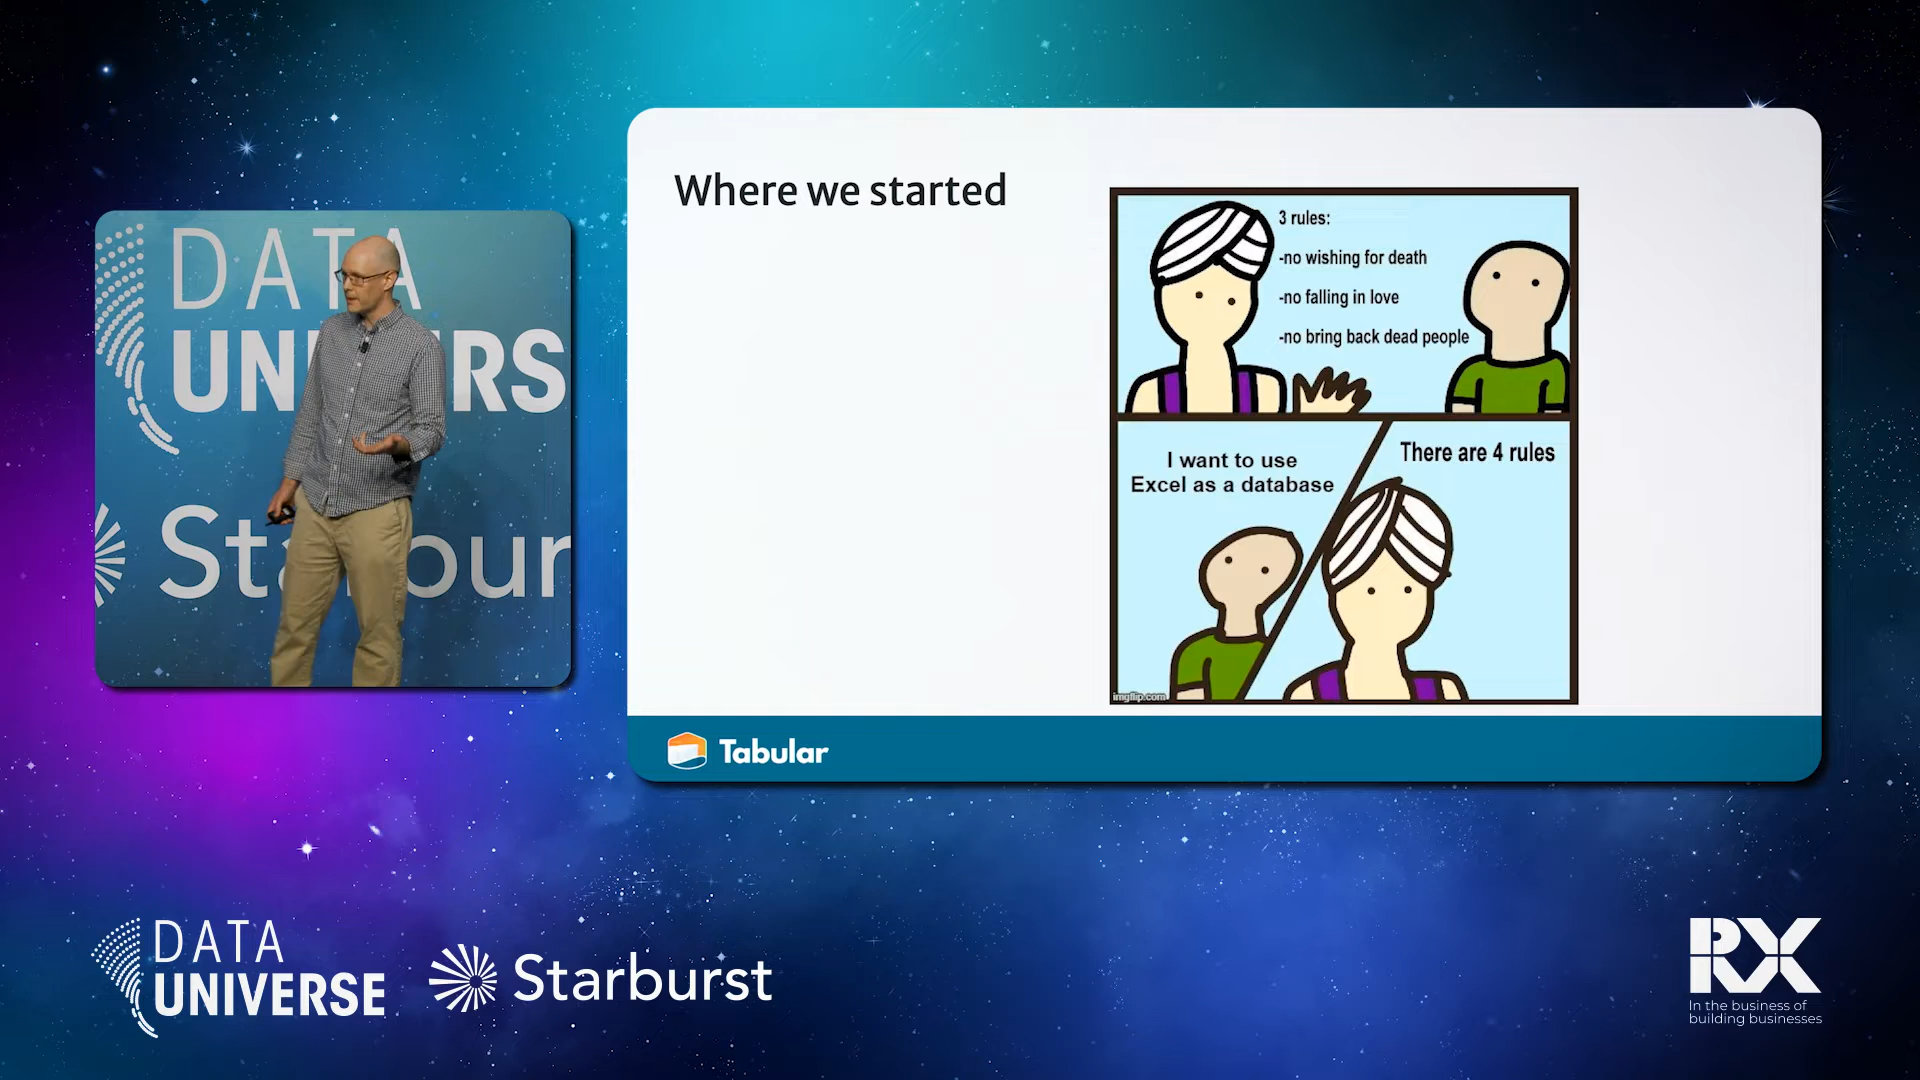 DATA
UNIVERS
Starbur
Where we started
3 rules:
-no wishing for death
-no falling in love
-no bring back dead people
I want to use
Excel as a database
There are 4 rules
imgflip.com
Tabular
DATA
UNIVERSE
Starburst
RX
In the business of
building businesses